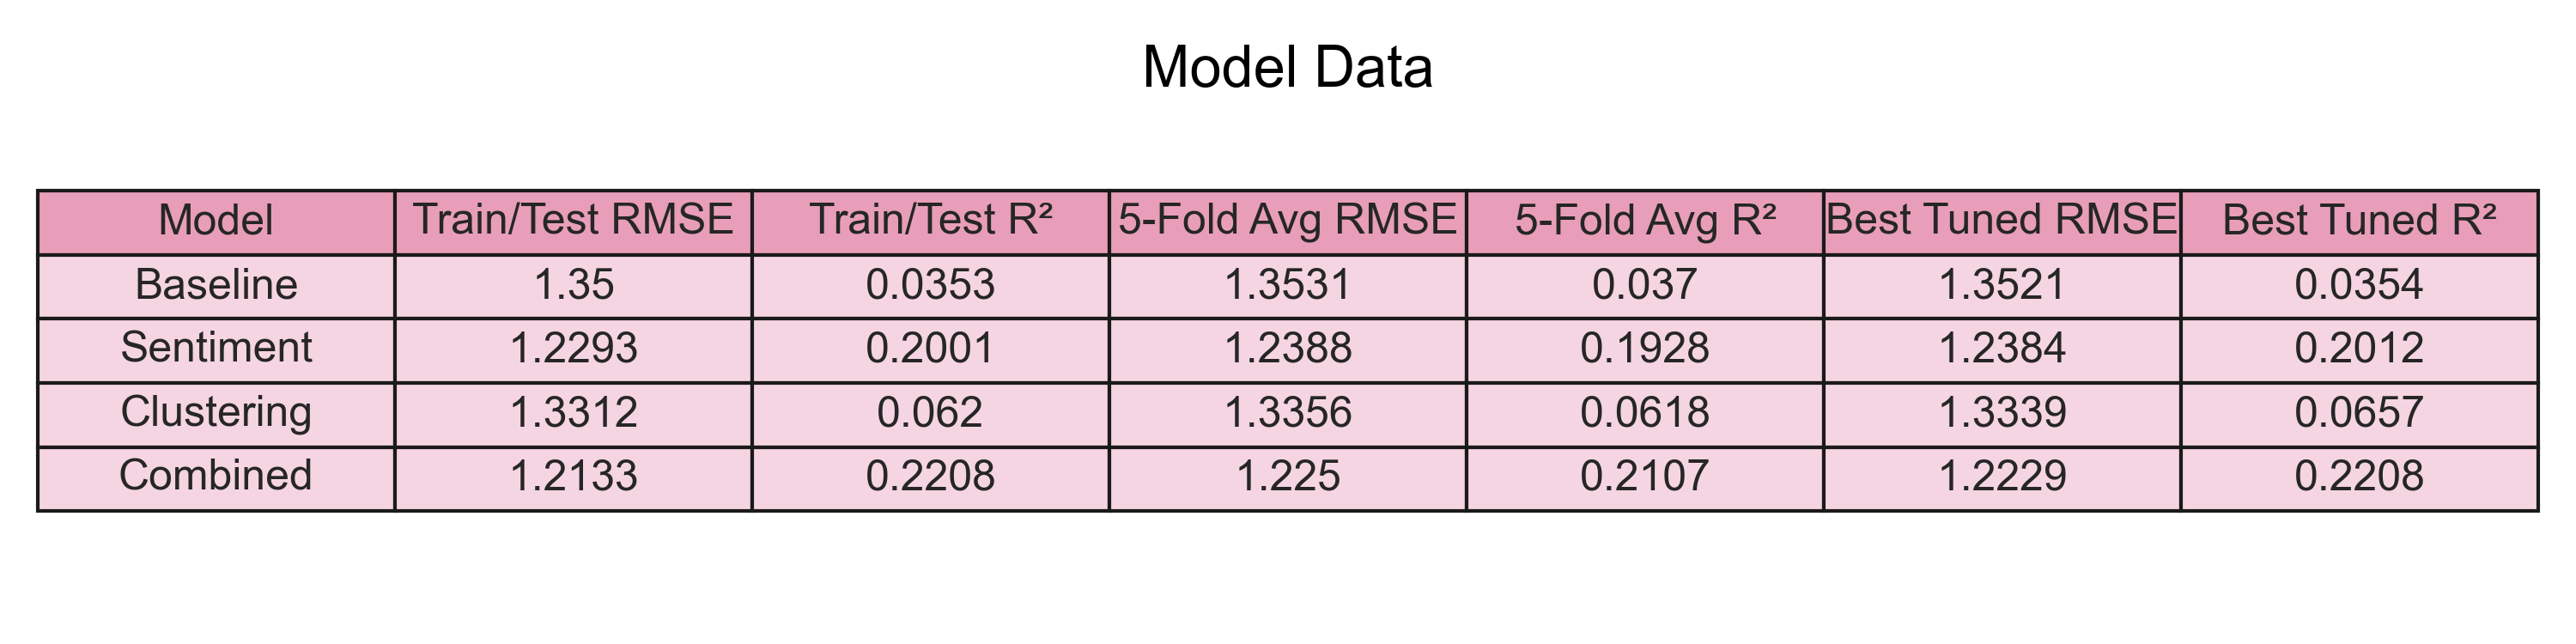 Model Data
Model Train/Test RMSE Train/Test R² 5-Fold Avg RMSE 5-Fold Avg R² Best Tuned RMSE Best Tuned R²
Baseline 1.35 0.0353 1.3531 0.037 1.3521 0.0354
Sentiment 1.2293 0.2001 1.2388 0.1928 1.2384 0.2012
Clustering 1.3312 0.062 1.3356 0.0618 1.3339 0.0657
Combined 1.2133 0.2208 1.225 0.2107 1.2229 0.2208